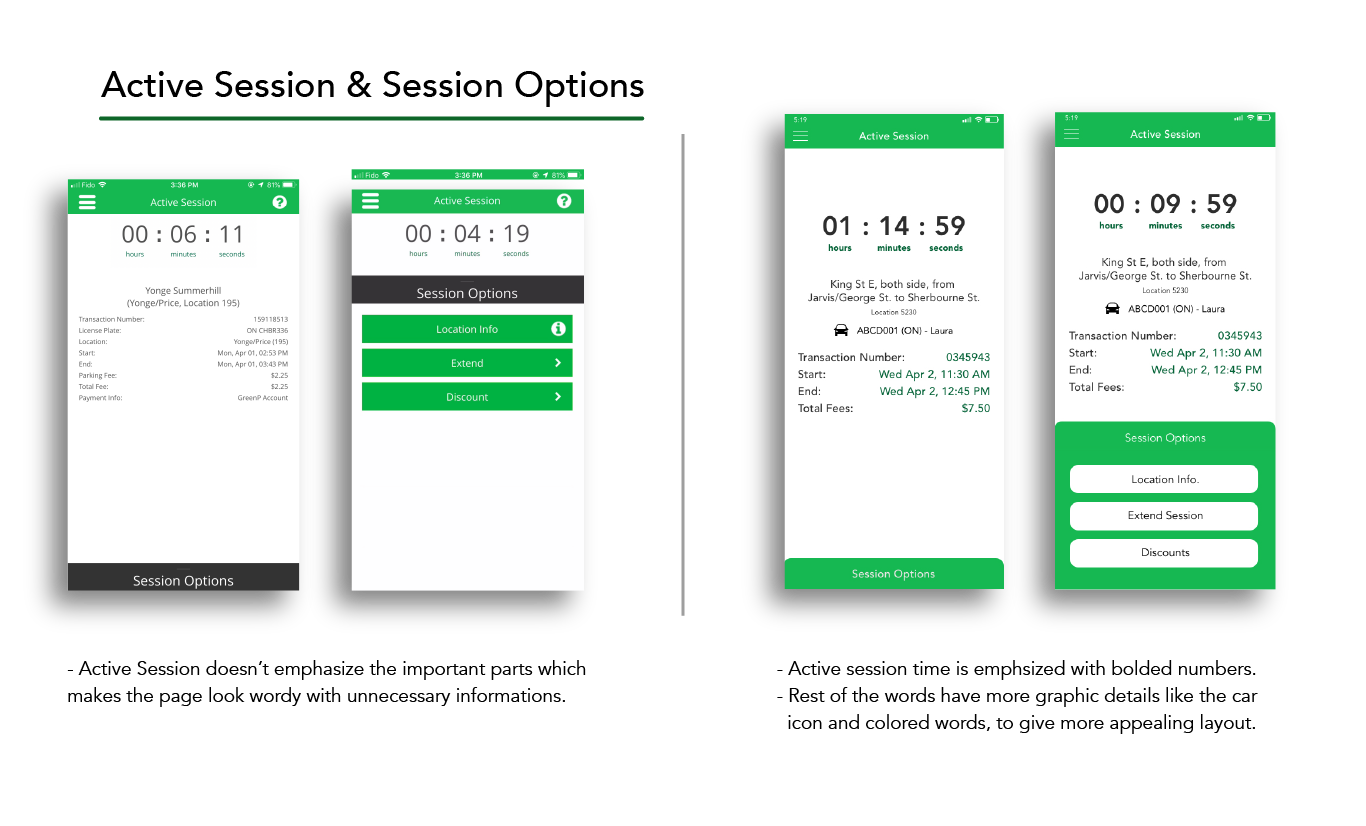 Active Session & Session Options
Fido 3:36 PM 81%
Active Session ?
00 : 06 : 11
hours minutes seconds
Yonge Summerhill
(Yonge/Price, Location 195)
Transaction Number: 159118513
License Plate: ON CHBR336
Location: Yonge/Price (195)
Start: Mon, Apr 01, 02:53 PM
End: Mon, Apr 01, 03:43 PM
Parking Fee: $2.25
Total Fee: $2.25
Payment Info: GreenP Account
Session Options
Fido 3:36 PM 81%
Active Session ?
00 : 04 : 19
hours minutes seconds
Session Options
Location Info i
Extend
Discount
- Active Session doesn’t emphasize the important parts which
makes the page look wordy with unnecessary informations.
5:19
Active Session
01 : 14 : 59
hours minutes seconds
King St E, both side, from
Jarvis/George St. to Sherbourne St.
Location 5230
ABCD001 (ON) - Laura
Transaction Number: 0345943
Start: Wed Apr 2, 11:30 AM
End: Wed Apr 2, 12:45 PM
Total Fees: $7.50
Session Options
5:19
Active Session
00 : 09 : 59
hours minutes seconds
King St E, both side, from
Jarvis/George St. to Sherbourne St.
Location 5230
ABCD001 (ON) - Laura
Transaction Number: 0345943
Start: Wed Apr 2, 11:30 AM
End: Wed Apr 2, 12:45 PM
Total Fees: $7.50
Session Options
Location Info.
Extend Session
Discounts
- Active session time is emphsized with bolded numbers.
- Rest of the words have more graphic details like the car
icon and colored words, to give more appealing layout.